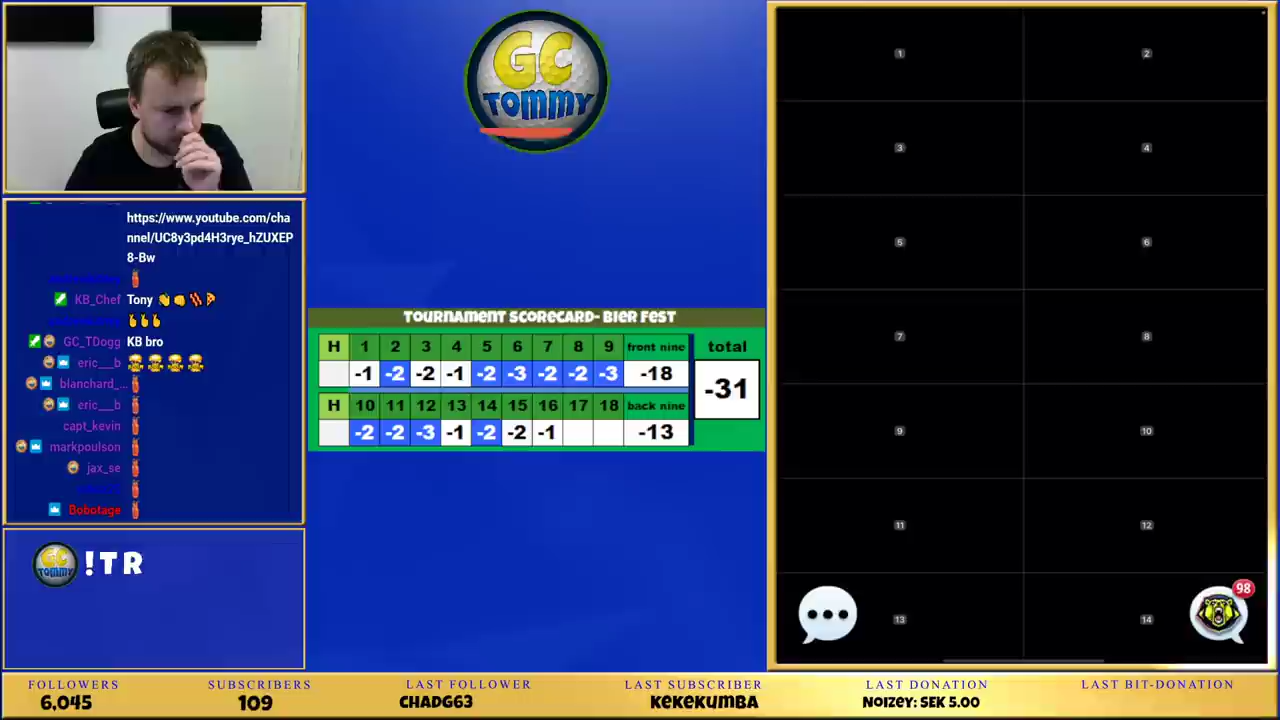 GC
TOMMY
https://www.youtube.com/cha
nnel/UC8y3pd4H3rye_hZUXEP
8-Bw
KB_Chef Tony
GC_TDogg KB bro
eric__b
blanchard_...
eric__b
capt_kevin
markpoulson
jax_se
Bobotage
GC
TOMMY
!TR
TOURNAMENT SCORECARD- BIER FEST
H 1 2 3 4 5 6 7 8 9 front nine total
-1 -2 -2 -1 -2 -3 -2 -2 -3 -18
-31
H 10 11 12 13 14 15 16 17 18 back nine
-2 -2 -3 -1 -2 -2 -1 -13
1 2
3 4
5 6
7 8
9 10
11 12
13 14
98
FOLLOWERS
6,045
SUBSCRIBERS
109
LAST FOLLOWER
CHADG63
LAST SUBSCRIBER
KEKEKUMBA
LAST DONATION
NOIZEY: SEK 5.00
LAST BIT-DONATION